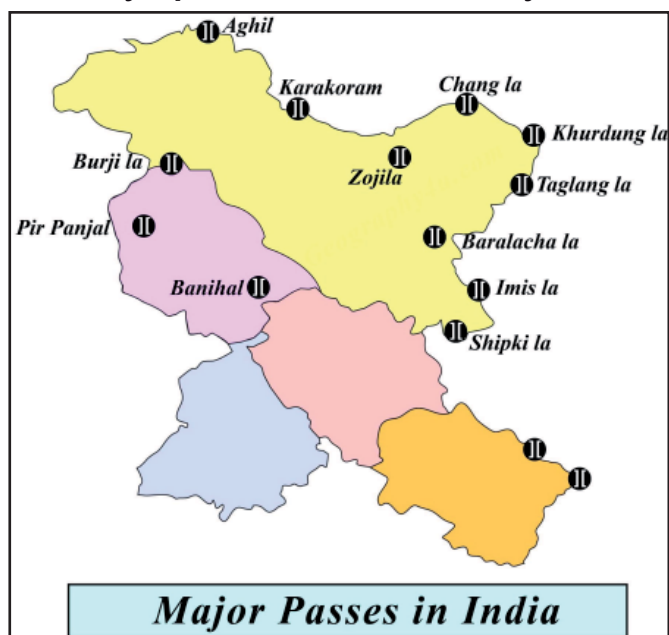 Aghil
Karakoram
Chang la
Khurdung la
Burji la
Zojila
Taglang la
Pir Panjal
Baralacha la
Banihal
Imis la
Shipki la
Major Passes in India